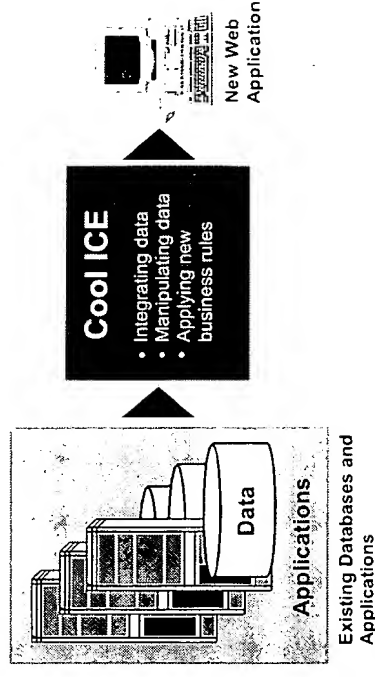 Data
Applications
Existing Databases and
Applications
Cool ICE
• Integrating data
• Manipulating data
• Applying new
business rules
New Web
Application